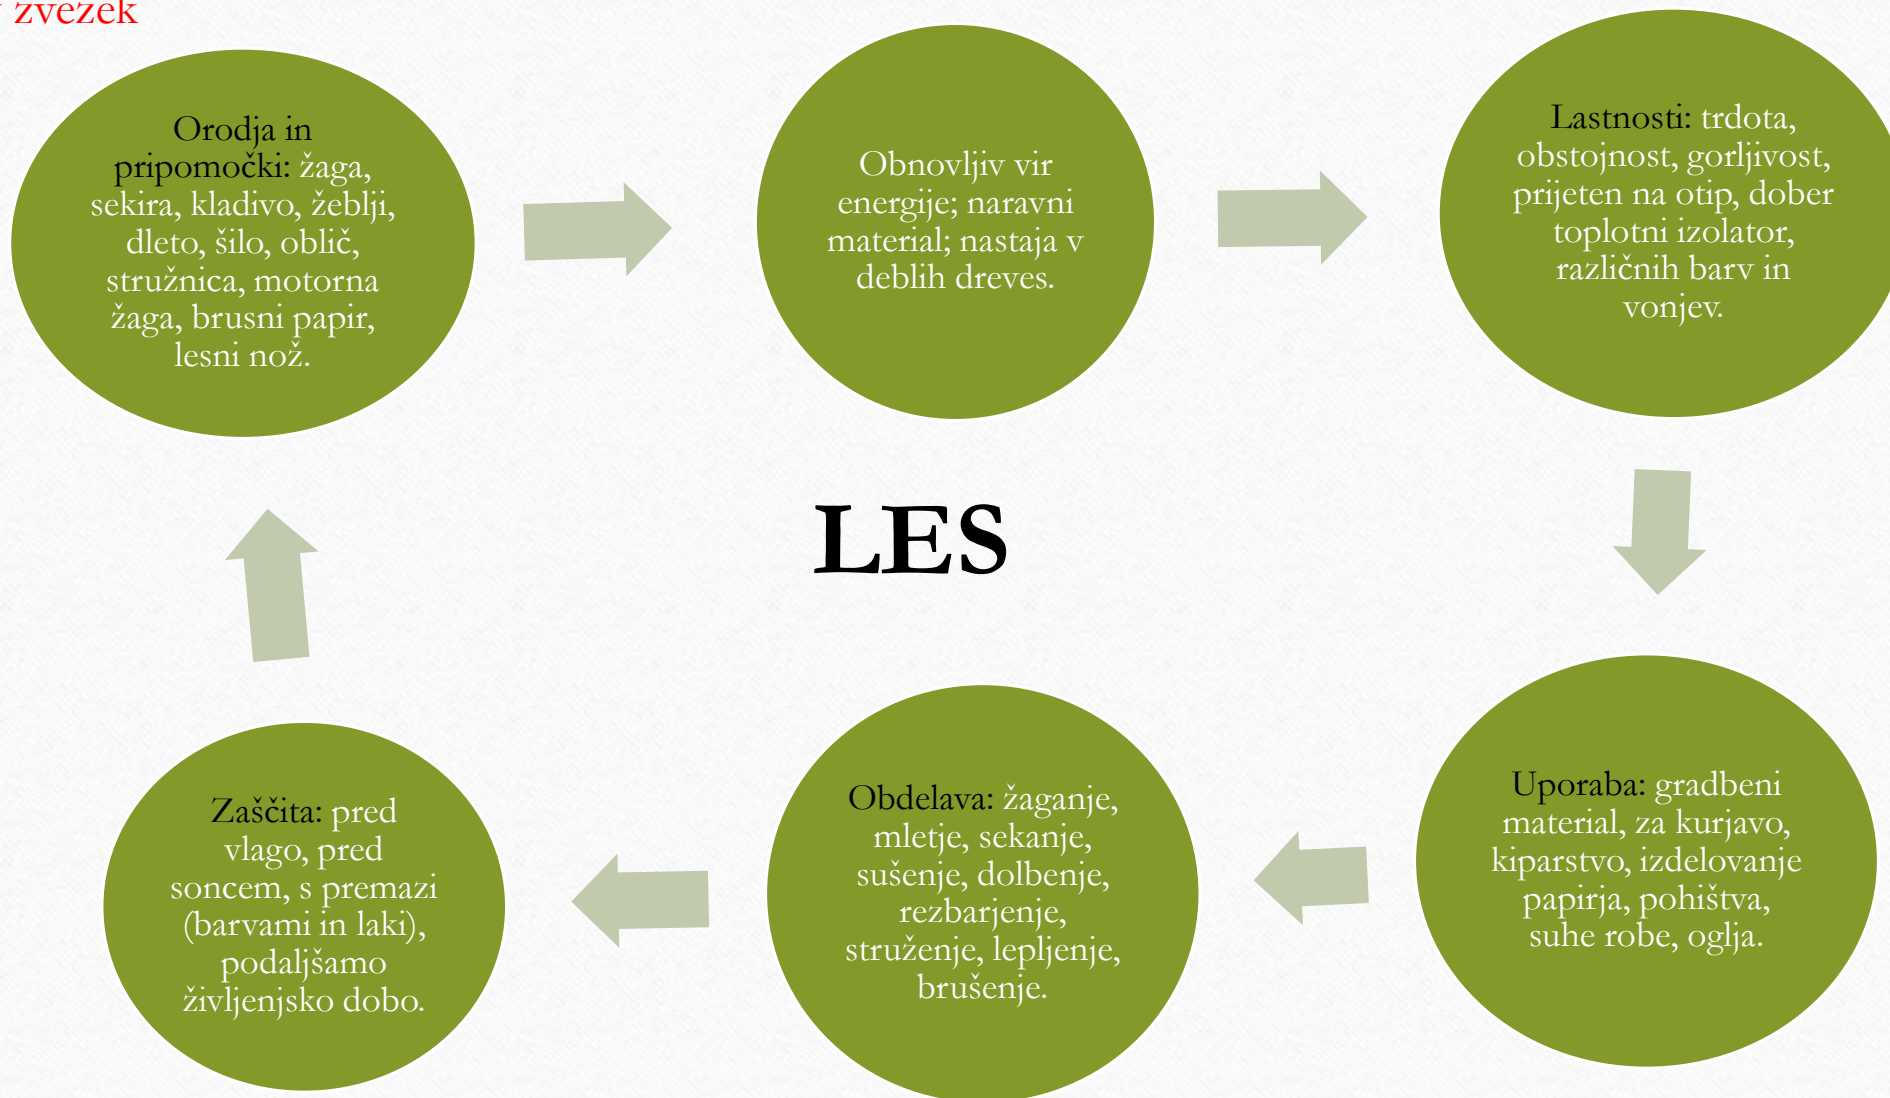 zvezek
Orodja in
pripomočki: žaga,
sekira, kladivo, žeblji,
dleto, šilo, oblič,
stružnica, motorna
žaga, brusni papir,
lesni nož.
Obnovljiv vir
energije; naravni
material; nastaja v
deblih dreves.
Lastnosti: trdota,
obstojnost, gorljivost,
prijeten na otip, dober
toplotni izolator,
različnih barv in
vonjev.
LES
Uporaba: gradbeni
material, za kurjavo,
kiparstvo, izdelovanje
papirja, pohištva,
suhe robe, oglja.
Obdelava: žaganje,
mletje, sekanje,
sušenje, dolbenje,
rezbarjenje,
struženje, lepljenje,
brušenje.
Zaščita: pred
vlago, pred
soncem, s premazi
(barvami in laki),
podaljšamo
življenjsko dobo.